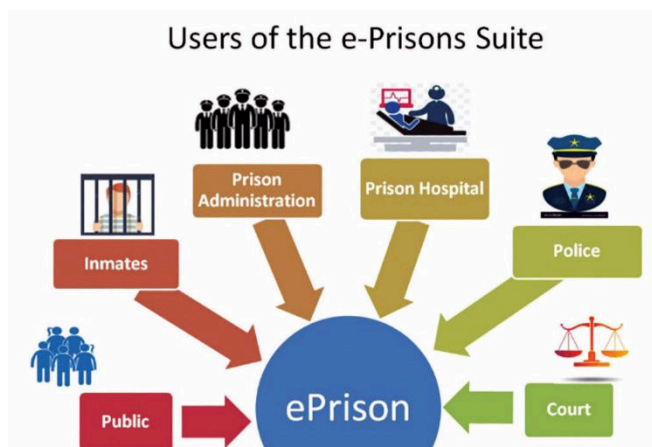 Users of the e-Prisons Suite
Prison
Administration
Prison Hospital
Inmates
Police
Public
ePrison
Court